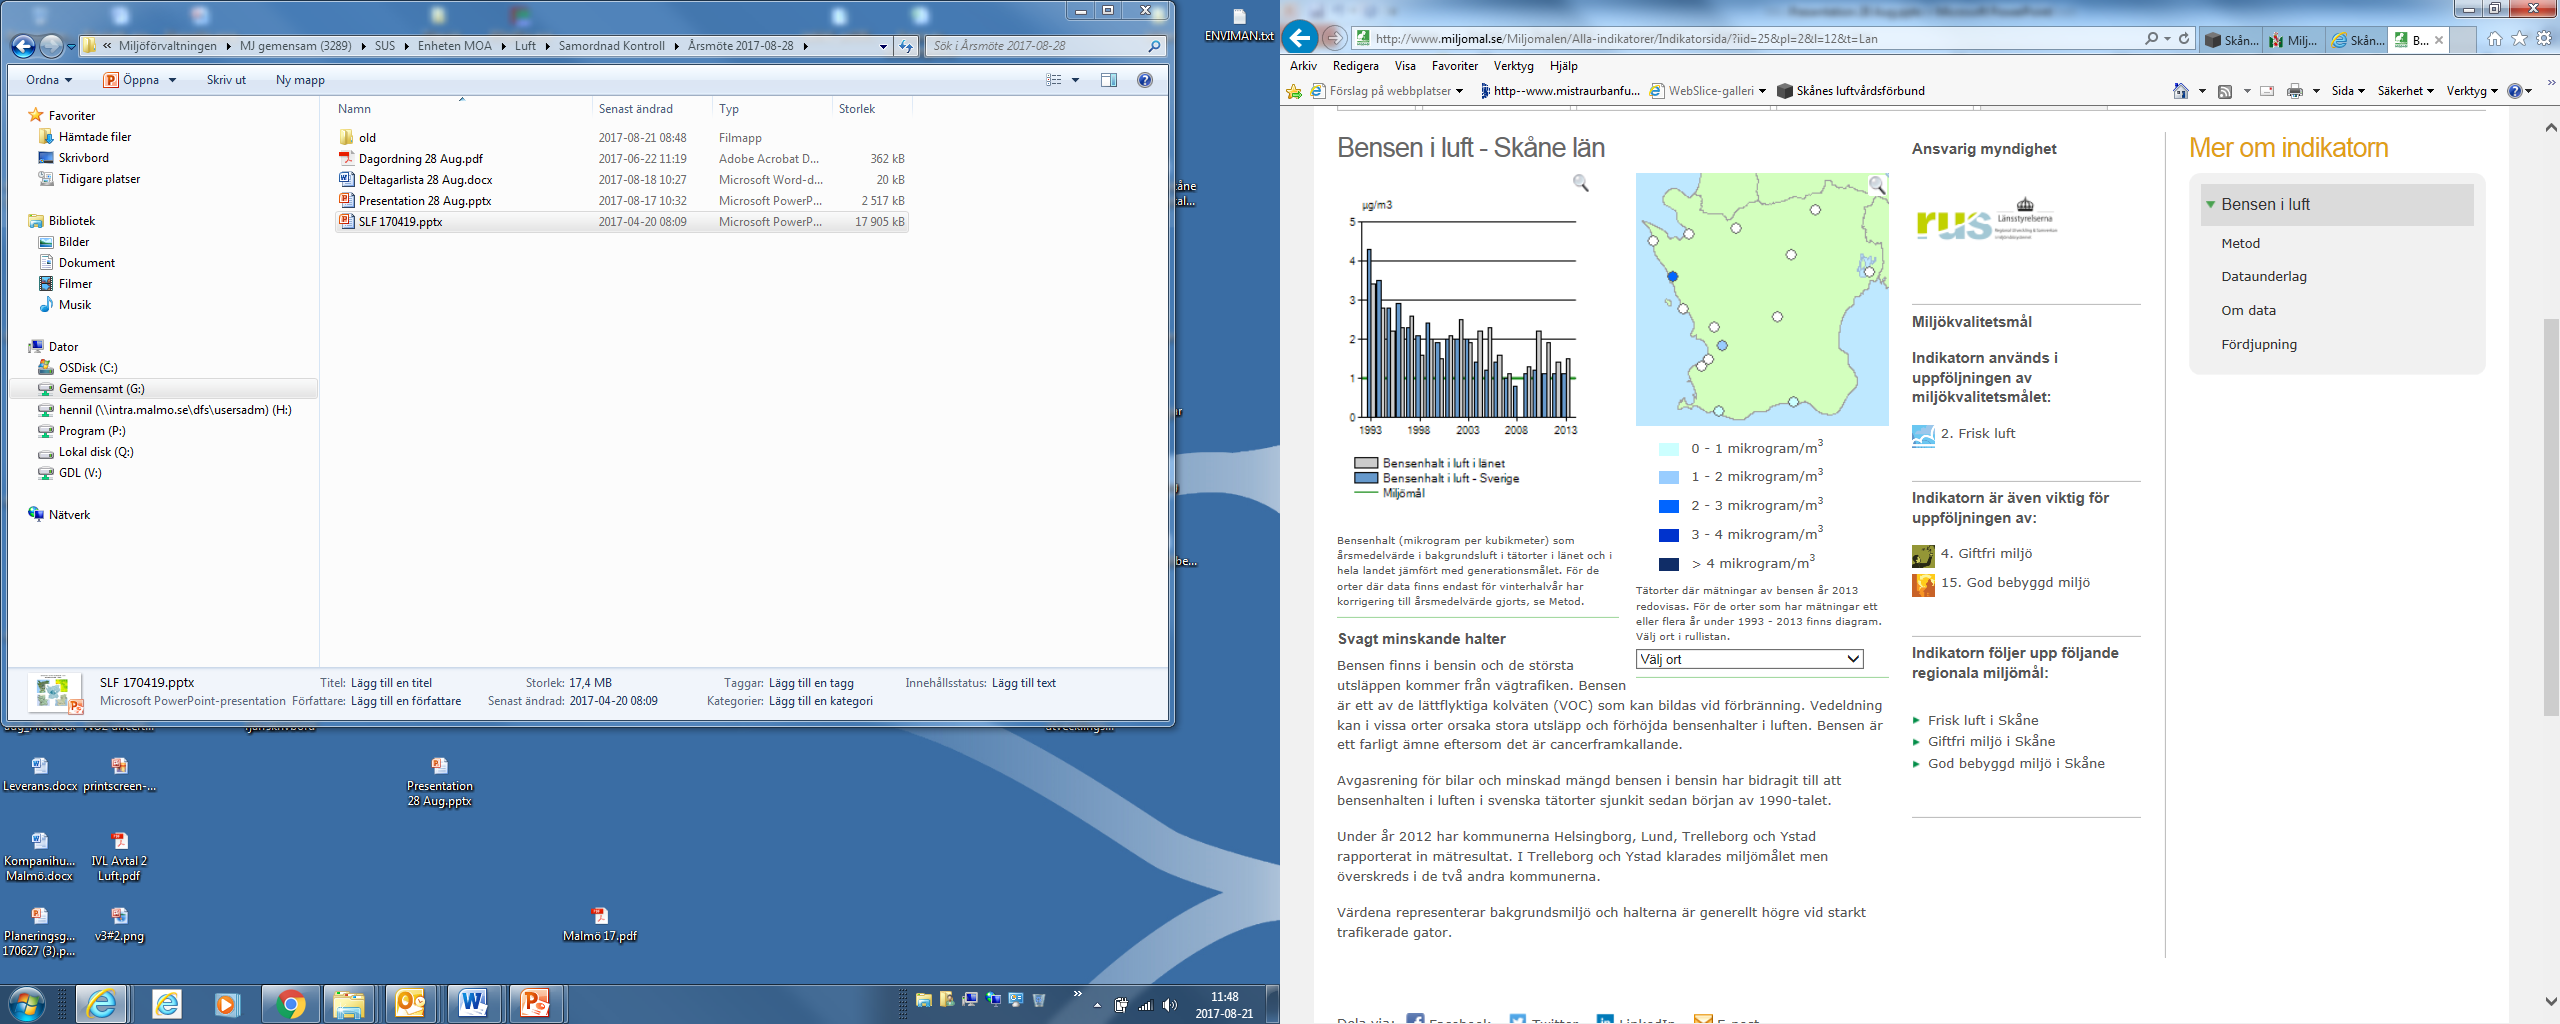 Miljöförvaltningen
MJ gemensam (3289)
SUS
Enheten MOA
Luft
Samordnad Kontroll
Årsmöte 2017-08-28
Sök i Årsmöte 2017-08-28
Ordna
Öppna
Skriv ut
Ny mapp
Favoriter
Hämtade filer
Skrivbord
Tidigare platser
Bibliotek
Bilder
Dokument
Filmer
Musik
Dator
OSDisk (C:)
Gemensamt (G:)
hennil (\\intra.malmo.se\dfs\usersadm) (H:)
Program (P:)
Lokal disk (Q:)
GDL (V:)
Nätverk
Namn Senast ändrad Typ Storlek
old 2017-08-21 08:48 Filmapp
Dagordning 28 Aug.pdf 2017-06-22 11:19 Adobe Acrobat D... 362 kB
Deltagarlista 28 Aug.docx 2017-08-18 10:27 Microsoft Word-d... 20 kB
Presentation 28 Aug.pptx 2017-08-17 10:32 Microsoft PowerP... 2 517 kB
SLF 170419.pptx 2017-04-20 08:09 Microsoft PowerP... 17 905 kB
SLF 170419.pptx Titel: Lägg till en titel Storlek: 17,4 MB Taggar: Lägg till en tagg Innehållsstatus: Lägg till text
Microsoft PowerPoint-presentation Författare: Lägg till en författare Senast ändrad: 2017-04-20 08:09 Kategorier: Lägg till en kategori
ENVIMAN.txt
Leverans.docx
printscreen-...
Presentation
28 Aug.pptx
Kompanihu...
Malmö.docx
IVL Avtal 2
Luft.pdf
Planeringsg...
170627 (3).p...
v3#2.png
Malmö 17.pdf
11:48
2017-08-21
http://www.miljomal.se/Miljomalen/Alla-indikatorer/Indikatorsida/?iid=25&pl=2&l=12&t=Lan
Skån...
Milj...
Skån...
B...
Arkiv Redigera Visa Favoriter Verktyg Hjälp
Förslag på webbplatser
http--www.mistraurbanfu...
WebSlice-galleri
Skånes luftvårdsförbund
Sida Säkerhet Verktyg
Bensen i luft - Skåne län
µg/m3
5
4
3
2
1
0
1993 1998 2003 2008 2013
Bensenhalt i luft i länet
Bensenhalt i luft - Sverige
Miljömål
Bensenhalt (mikrogram per kubikmeter) som
årsmedelvärde i bakgrundsluft i tätorter i länet och i
hela landet jämfört med generationsmålet. För de
orter där data finns endast för vinterhalvår har
korrigering till årsmedelvärde gjorts, se Metod.
0 - 1 mikrogram/m3
1 - 2 mikrogram/m3
2 - 3 mikrogram/m3
3 - 4 mikrogram/m3
> 4 mikrogram/m3
Tätorter där mätningar av bensen år 2013
redovisas. För de orter som har mätningar ett
eller flera år under 1993 - 2013 finns diagram.
Välj ort i rullistan.
Välj ort
Svagt minskande halter
Bensen finns i bensin och de största
utsläppen kommer från vägtrafiken. Bensen
är ett av de lättflyktiga kolväten (VOC) som kan bildas vid förbränning. Vedeldning
kan i vissa orter orsaka stora utsläpp och förhöjda bensenhalter i luften. Bensen är
ett farligt ämne eftersom det är cancerframkallande.
Avgasrening för bilar och minskad mängd bensen i bensin har bidragit till att
bensenhalten i luften i svenska tätorter sjunkit sedan början av 1990-talet.
Under år 2012 har kommunerna Helsingborg, Lund, Trelleborg och Ystad
rapporterat in mätresultat. I Trelleborg och Ystad klarades miljömålet men
överskreds i de två andra kommunerna.
Värdena representerar bakgrundsmiljö och halterna är generellt högre vid starkt
trafikerade gator.
Ansvarig myndighet
rus
Länsstyrelserna
Miljökvalitetsmål
Indikatorn används i
uppföljningen av
miljökvalitetsmålet:
2. Frisk luft
Indikatorn är även viktig för
uppföljningen av:
4. Giftfri miljö
15. God bebyggd miljö
Indikatorn följer upp följande
regionala miljömål:
Frisk luft i Skåne
Giftfri miljö i Skåne
God bebyggd miljö i Skåne
Mer om indikatorn
Bensen i luft
Metod
Dataunderlag
Om data
Fördjupning
Dela via: Facebook Twitter LinkedIn E-post